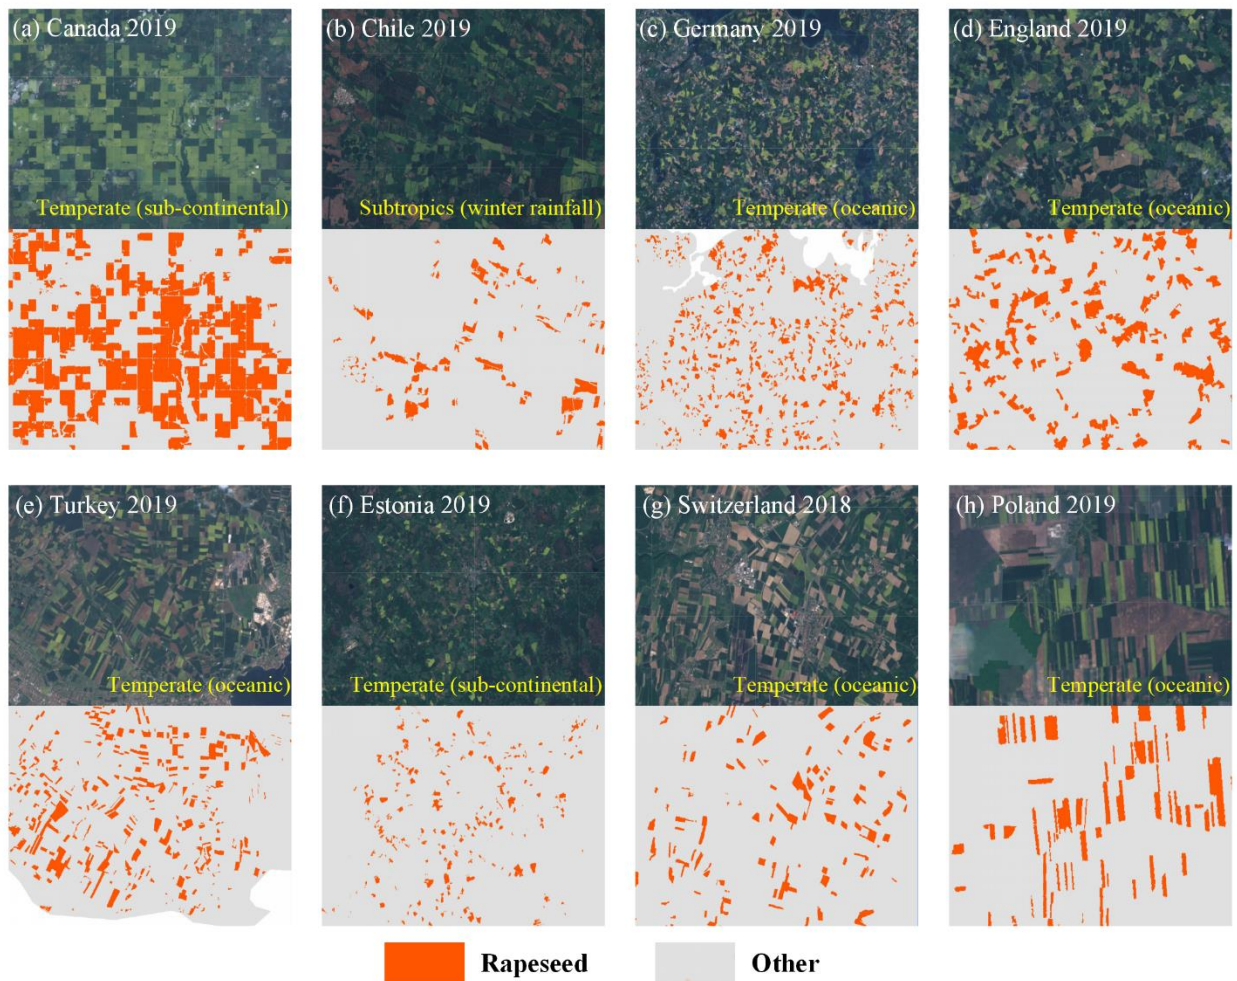 (a) Canada 2019
(b) Chile 2019
(c) Germany 2019
(d) England 2019
Temperate (sub-continental)
Subtropics (winter rainfall)
Temperate (oceanic)
Temperate (oceanic)
(e) Turkey 2019
(f) Estonia 2019
(g) Switzerland 2018
(h) Poland 2019
Temperate (oceanic)
Temperate (sub-continental)
Temperate (oceanic)
Temperate (oceanic)
Rapeseed
Other